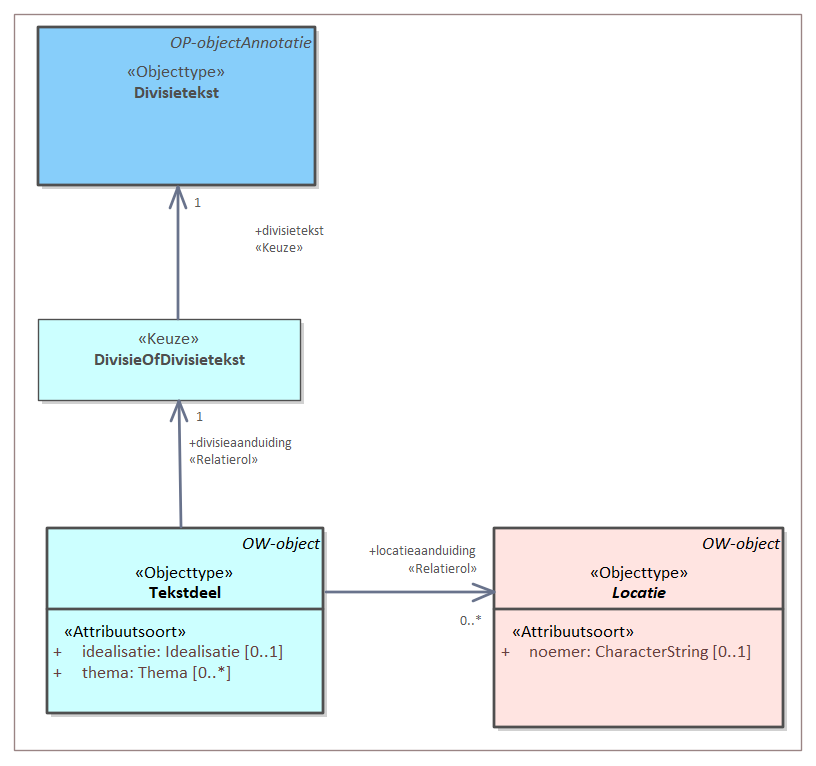 OP-objectAnnotatie
«Objecttype»
Divisietekst
1
+divisietekst
«Keuze»
«Keuze»
DivisieOfDivisietekst
1
+divisieaanduiding
«Relatierol»
OW-object
«Objecttype»
Tekstdeel
«Attribuutsoort»
+ idealisatie: Idealisatie [0..1]
+ thema: Thema [0..*]
+locatieaanduiding
«Relatierol»
0..*
OW-object
«Objecttype»
Locatie
«Attribuutsoort»
+ noemer: CharacterString [0..1]